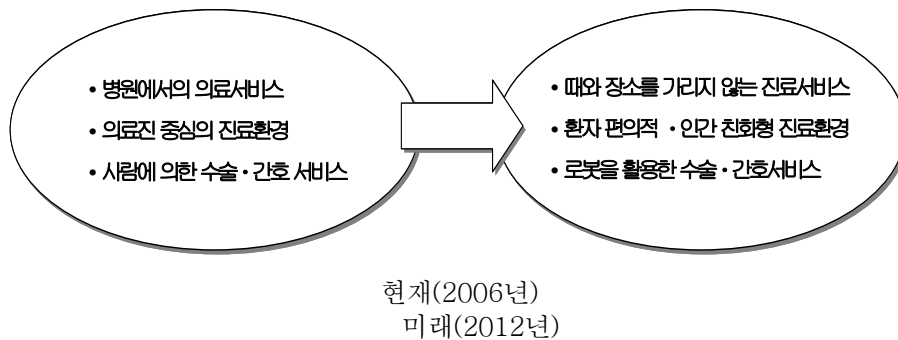 • 병원에서의 의료서비스
• 의료진 중심의 진료환경
• 사람에 의한 수술·간호 서비스
• 때와 장소를 가리지 않는 진료서비스
• 환자 편의적 ·인간 친화형 진료환경
• 로봇을 활용한 수술·간호서비스
현재(2006년)
미래(2012년)